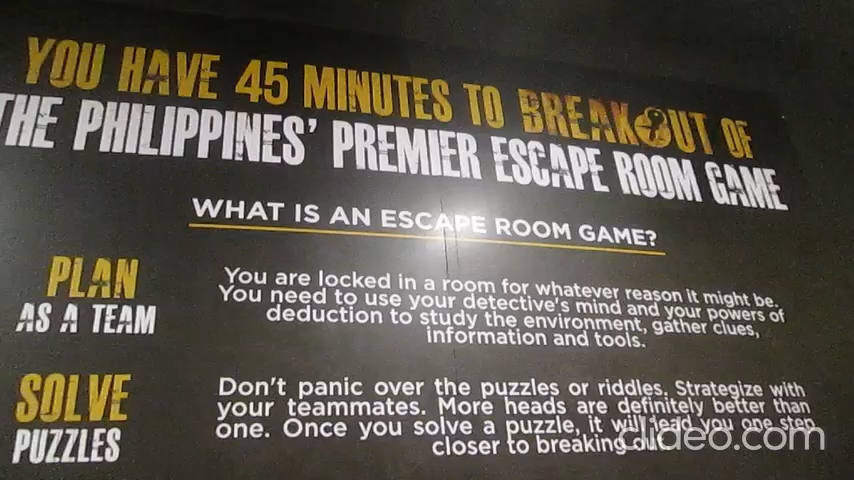 YOU HAVE 45 MINUTES TO BREAKOUT OF
THE PHILIPPINES' PREMIER ESCAPE ROOM GAME
WHAT IS AN ESCAPE ROOM GAME?
PLAN
AS A TEAM
You are locked in a room for whatever reason it might be.
You need to use your detective's mind and your powers of
deduction to study the environment, gather clues,
information and tools.
SOLVE
PUZZLES
Don't panic over the puzzles or riddles. Strategize with
your teammates. More heads are definitely better than
one. Once you solve a puzzle, it will lead you one step
closer to breaking out.
clideo.com